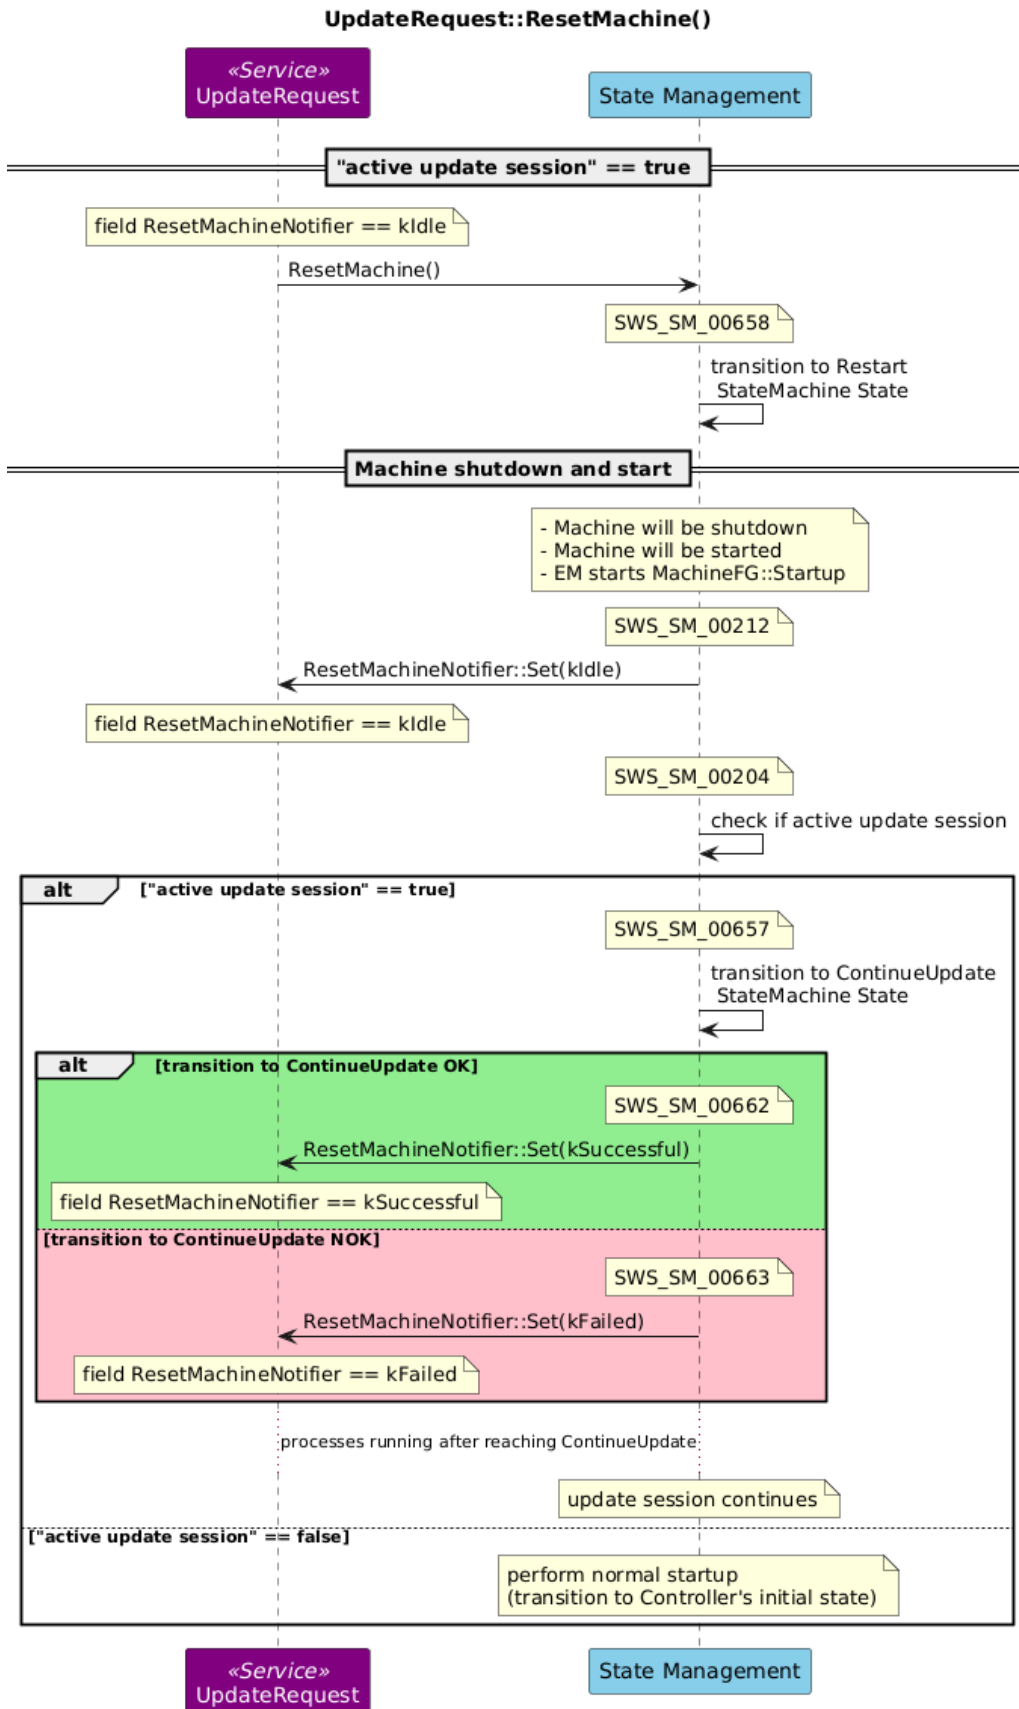 UpdateRequest::ResetMachine()
«Service»
UpdateRequest
State Management
"active update session" == true
field ResetMachineNotifier == kIdle
ResetMachine()
SWS_SM_00658
transition to Restart
StateMachine State
Machine shutdown and start
- Machine will be shutdown
- Machine will be started
- EM starts MachineFG::Startup
SWS_SM_00212
ResetMachineNotifier::Set(kIdle)
field ResetMachineNotifier == kIdle
SWS_SM_00204
check if active update session
alt ["active update session" == true]
SWS_SM_00657
transition to ContinueUpdate
StateMachine State
alt [transition to ContinueUpdate OK]
SWS_SM_00662
ResetMachineNotifier::Set(kSuccessful)
field ResetMachineNotifier == kSuccessful
[transition to ContinueUpdate NOK]
SWS_SM_00663
ResetMachineNotifier::Set(kFailed)
field ResetMachineNotifier == kFailed
processes running after reaching ContinueUpdate
update session continues
["active update session" == false]
perform normal startup
(transition to Controller's initial state)
«Service»
UpdateRequest
State Management